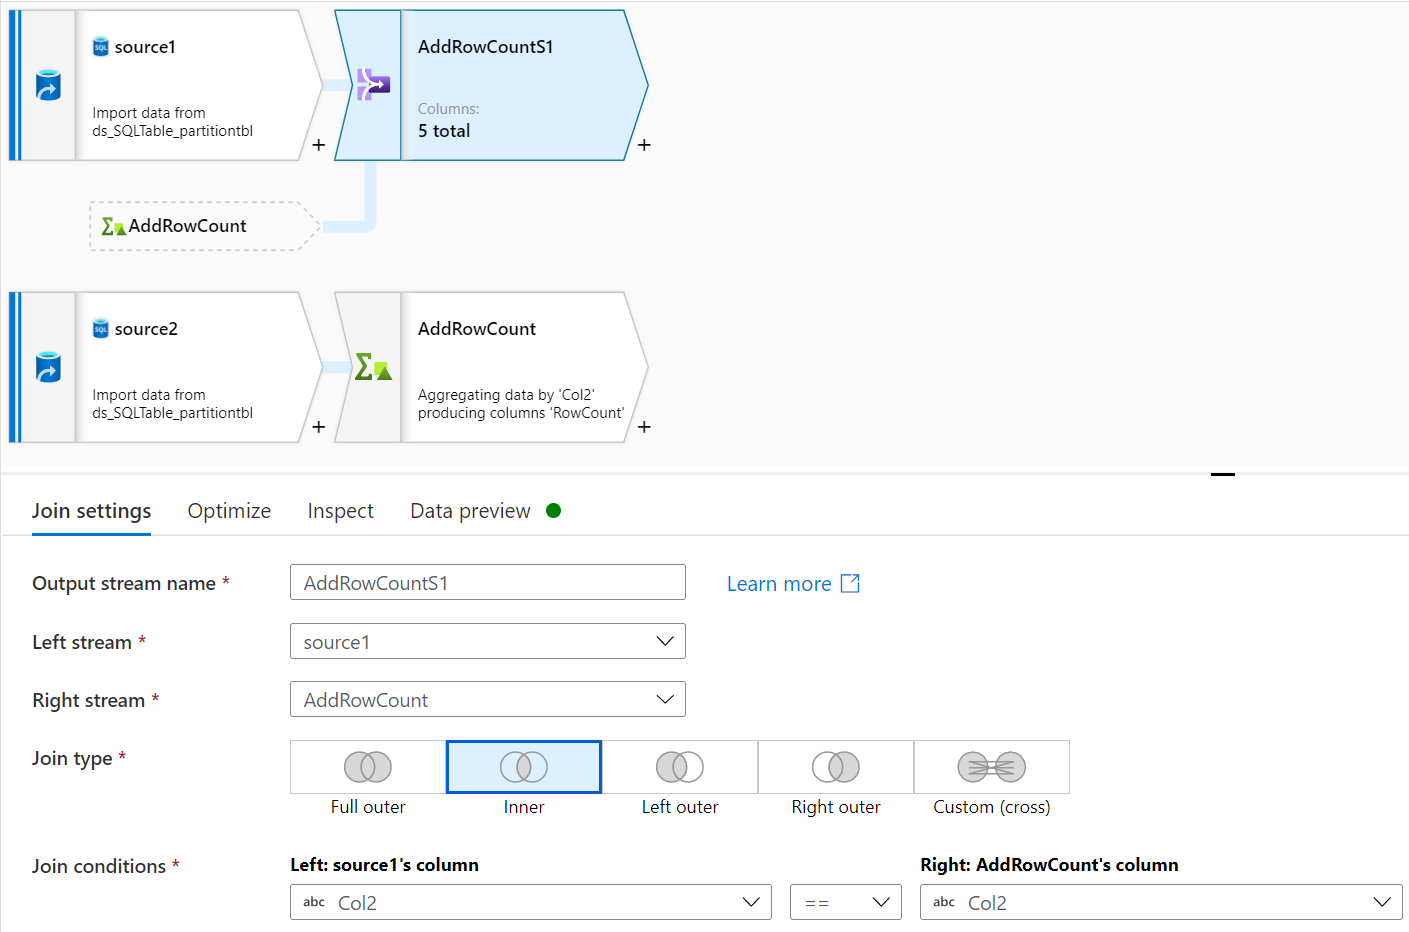 source1
Import data from
ds_SQLTable_partitiontbl
+
AddRowCountS1
Columns:
5 total
+
AddRowCount
source2
Import data from
ds_SQLTable_partitiontbl
+
AddRowCount
Aggregating data by 'Col2'
producing columns 'RowCount'
+
Join settings Optimize Inspect Data preview
Output stream name * AddRowCountS1 Learn more
Left stream * source1
Right stream * AddRowCount
Join type *
Full outer Inner Left outer Right outer Custom (cross)
Join conditions * Left: source1's column Right: AddRowCount's column
abc Col2 == abc Col2